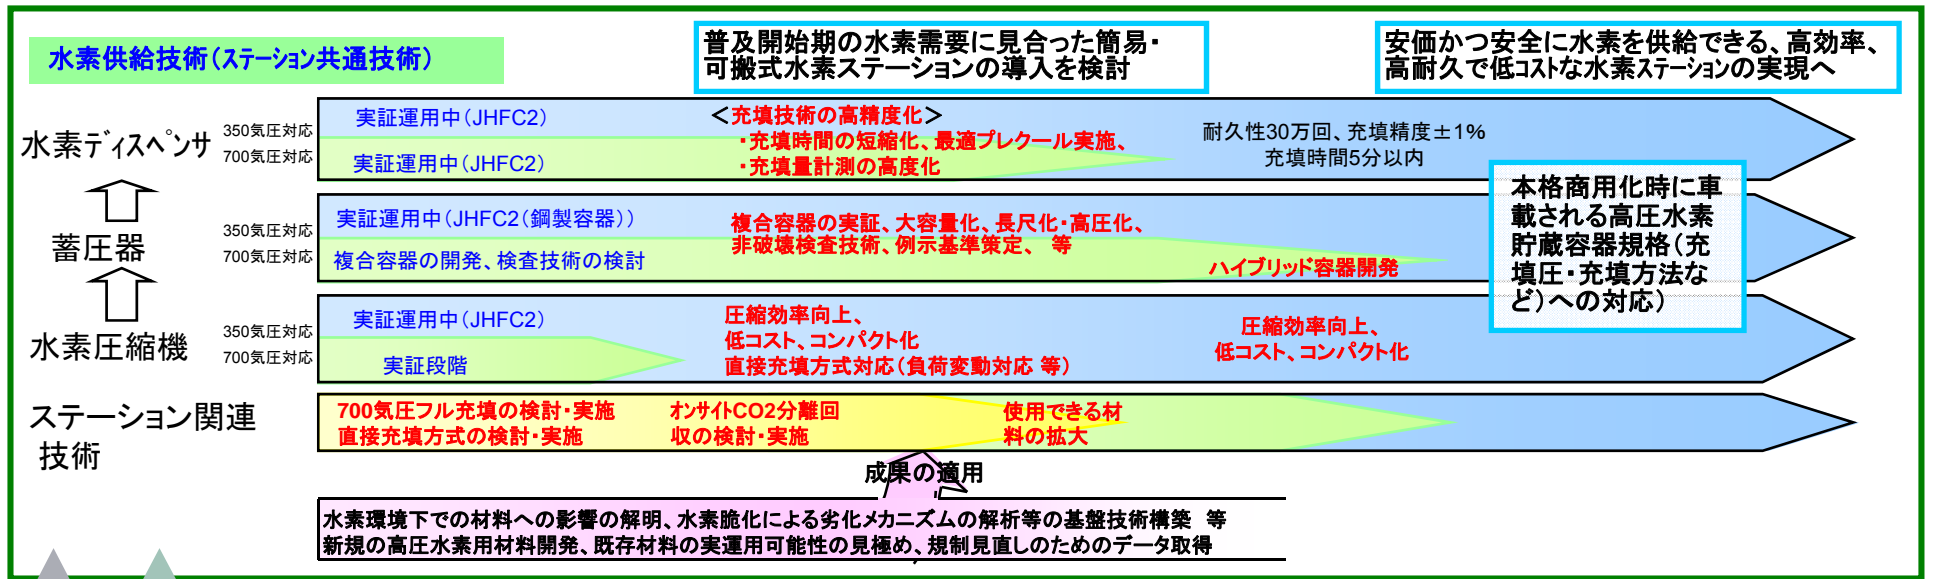 水素供給技術(ステーション共通技術)
普及開始期の水素需要に見合った簡易・
可搬式水素ステーションの導入を検討
安価かつ安全に水素を供給できる、高効率、
高耐久で低コストな水素ステーションの実現へ
水素ディスペンサ
350気圧対応
700気圧対応
実証運用中(JHFC2)
実証運用中(JHFC2)
<充填技術の高精度化>
・充填時間の短縮化、最適プレクール実施、
・充填量計測の高度化
耐久性30万回、充填精度±1%
充填時間5分以内
蓄圧器
350気圧対応
700気圧対応
実証運用中(JHFC2(鋼製容器))
複合容器の開発、検査技術の検討
複合容器の実証、大容量化、長尺化・高圧化、
非破壊検査技術、例示基準策定、 等
ハイブリッド容器開発
本格商用化時に車
載される高圧水素
貯蔵容器規格(充
填圧・充填方法な
ど)への対応)
水素圧縮機
350気圧対応
700気圧対応
実証運用中(JHFC2)
実証段階
圧縮効率向上、
低コスト、コンパクト化
直接充填方式対応(負荷変動対応 等)
圧縮効率向上、
低コスト、コンパクト化
ステーション関連
技術
700気圧フル充填の検討・実施
直接充填方式の検討・実施
オンサイトCO2分離回
収の検討・実施
使用できる材
料の拡大
成果の適用
水素環境下での材料への影響の解明、水素脆化による劣化メカニズムの解析等の基盤技術構築 等
新規の高圧水素用材料開発、既存材料の実運用可能性の見極め、規制見直しのためのデータ取得